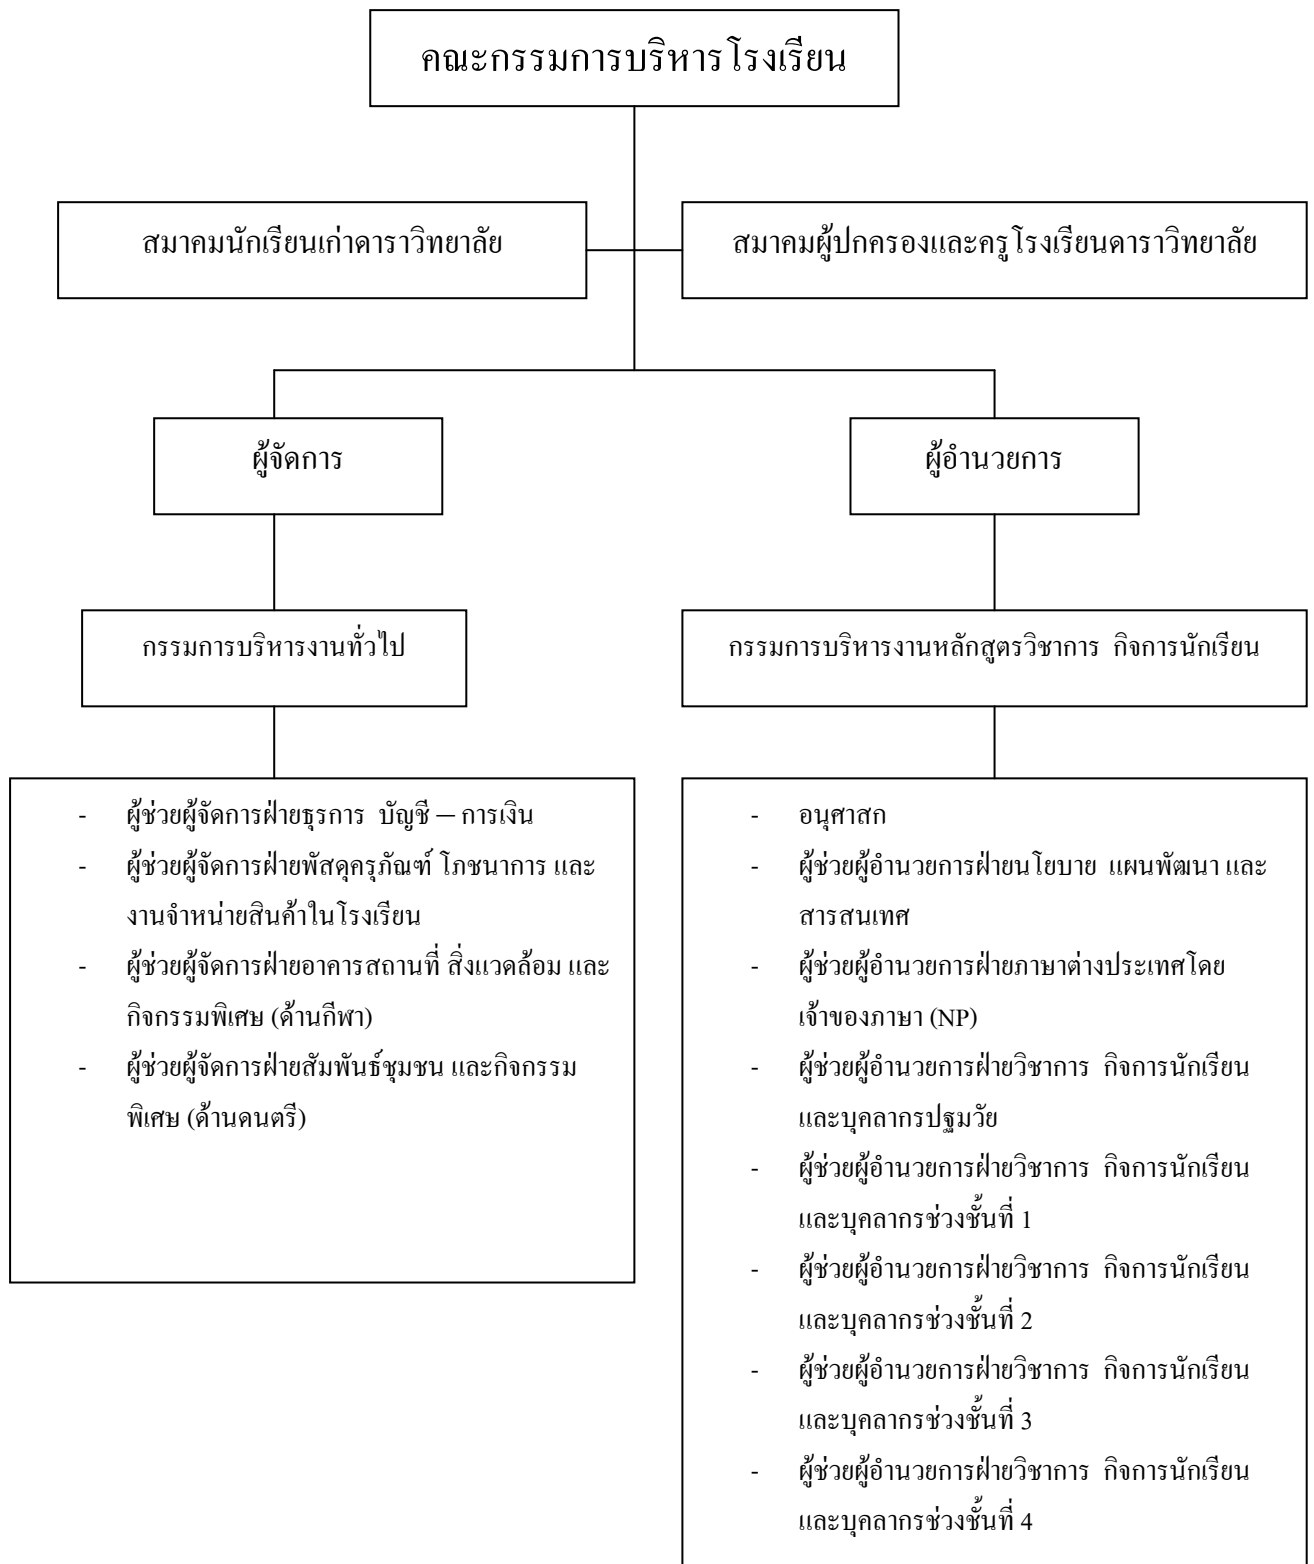 คณะกรรมการบริหารโรงเรียน
สมาคมนักเรียนเก่าดาราวิทยาลัย
สมาคมผู้ปกครองและครูโรงเรียนดาราวิทยาลัย
ผู้จัดการ
ผู้อำนวยการ
กรรมการบริหารงานทั่วไป
กรรมการบริหารงานหลักสูตรวิชาการ กิจการนักเรียน
- ผู้ช่วยผู้จัดการฝ่ายธุรการ บัญชี – การเงิน
- ผู้ช่วยผู้จัดการฝ่ายพัสดุครุภัณฑ์ โภชนาการ และ
งานจำหน่ายสินค้าในโรงเรียน
- ผู้ช่วยผู้จัดการฝ่ายอาคารสถานที่ สิ่งแวดล้อม และ
กิจกรรมพิเศษ (ด้านกีฬา)
- ผู้ช่วยผู้จัดการฝ่ายสัมพันธ์ชุมชน และกิจกรรม
พิเศษ (ด้านดนตรี)
- อนุศาสก
- ผู้ช่วยผู้อำนวยการฝ่ายนโยบาย แผนพัฒนา และ
สารสนเทศ
- ผู้ช่วยผู้อำนวยการฝ่ายภาษาต่างประเทศโดย
เจ้าของภาษา (NP)
- ผู้ช่วยผู้อำนวยการฝ่ายวิชาการ กิจการนักเรียน
และบุคลากรปฐมวัย
- ผู้ช่วยผู้อำนวยการฝ่ายวิชาการ กิจการนักเรียน
และบุคลากรช่วงชั้นที่ 1
- ผู้ช่วยผู้อำนวยการฝ่ายวิชาการ กิจการนักเรียน
และบุคลากรช่วงชั้นที่ 2
- ผู้ช่วยผู้อำนวยการฝ่ายวิชาการ กิจการนักเรียน
และบุคลากรช่วงชั้นที่ 3
- ผู้ช่วยผู้อำนวยการฝ่ายวิชาการ กิจการนักเรียน
และบุคลากรช่วงชั้นที่ 4